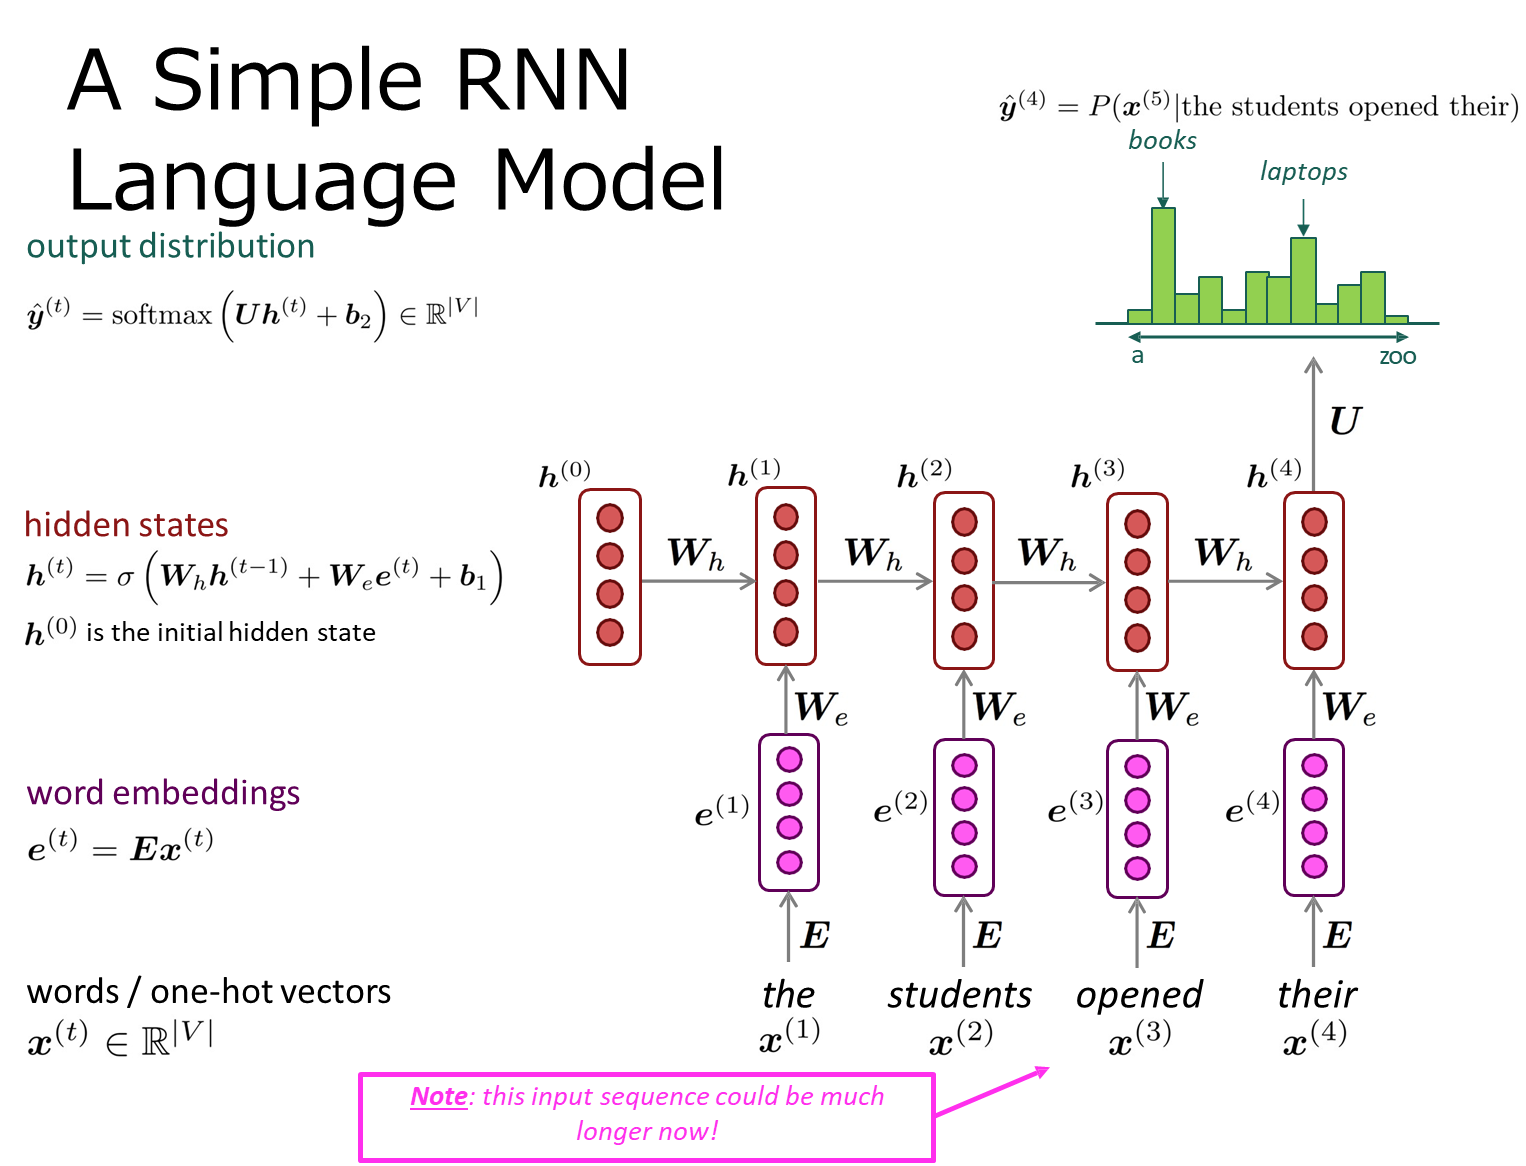 A Simple RNN
Language Model
ŷ⁽⁴⁾ = P(x⁽⁵⁾|the students opened their)
books
laptops
a
zoo
output distribution
ŷ⁽ᵗ⁾ = softmax(Uh⁽ᵗ⁾ + b₂) ∈ ℝ^|V|
U
h⁽⁰⁾
h⁽¹⁾
h⁽²⁾
h⁽³⁾
h⁽⁴⁾
hidden states
h⁽ᵗ⁾ = σ(W_h h⁽ᵗ⁻¹⁾ + W_e e⁽ᵗ⁾ + b₁)
h⁽⁰⁾ is the initial hidden state
W_h
W_h
W_h
W_h
W_e
W_e
W_e
W_e
word embeddings
e⁽ᵗ⁾ = Ex⁽ᵗ⁾
e⁽¹⁾
e⁽²⁾
e⁽³⁾
e⁽⁴⁾
E
E
E
E
words / one-hot vectors
x⁽ᵗ⁾ ∈ ℝ^|V|
the
students
opened
their
x⁽¹⁾
x⁽²⁾
x⁽³⁾
x⁽⁴⁾
Note: this input sequence could be much
longer now!